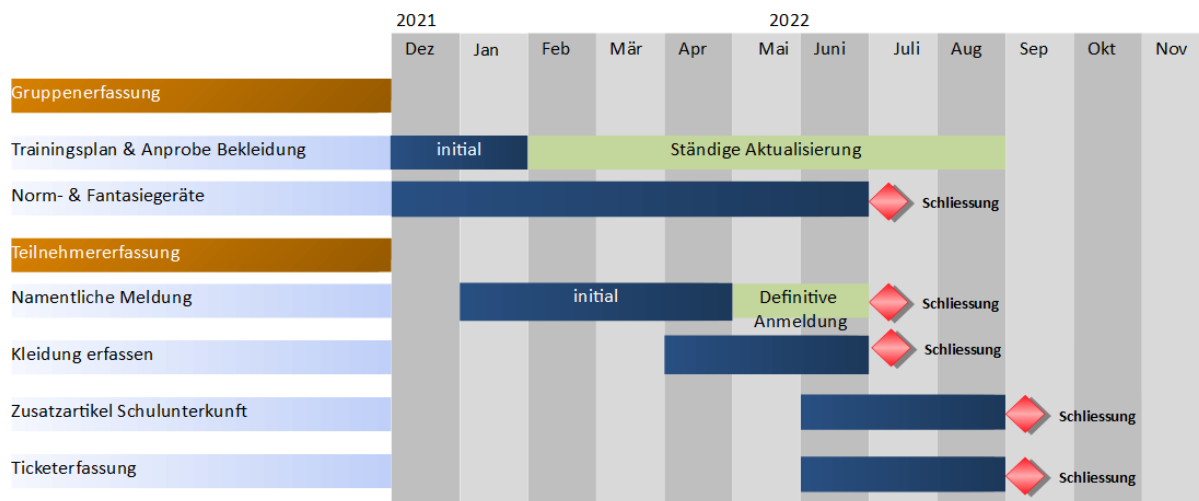 2021 2022
Dez Jan Feb Mär Apr Mai Juni Juli Aug Sep Okt Nov
Gruppenerfassung
Trainingsplan & Anprobe Bekleidung initial Ständige Aktualisierung
Norm- & Fantasiegeräte Schliessung
Teilnehmererfassung
Namentliche Meldung initial Definitive Schliessung
Anmeldung
Kleidung erfassen Schliessung
Zusatzartikel Schulunterkunft Schliessung
Ticketerfassung Schliessung